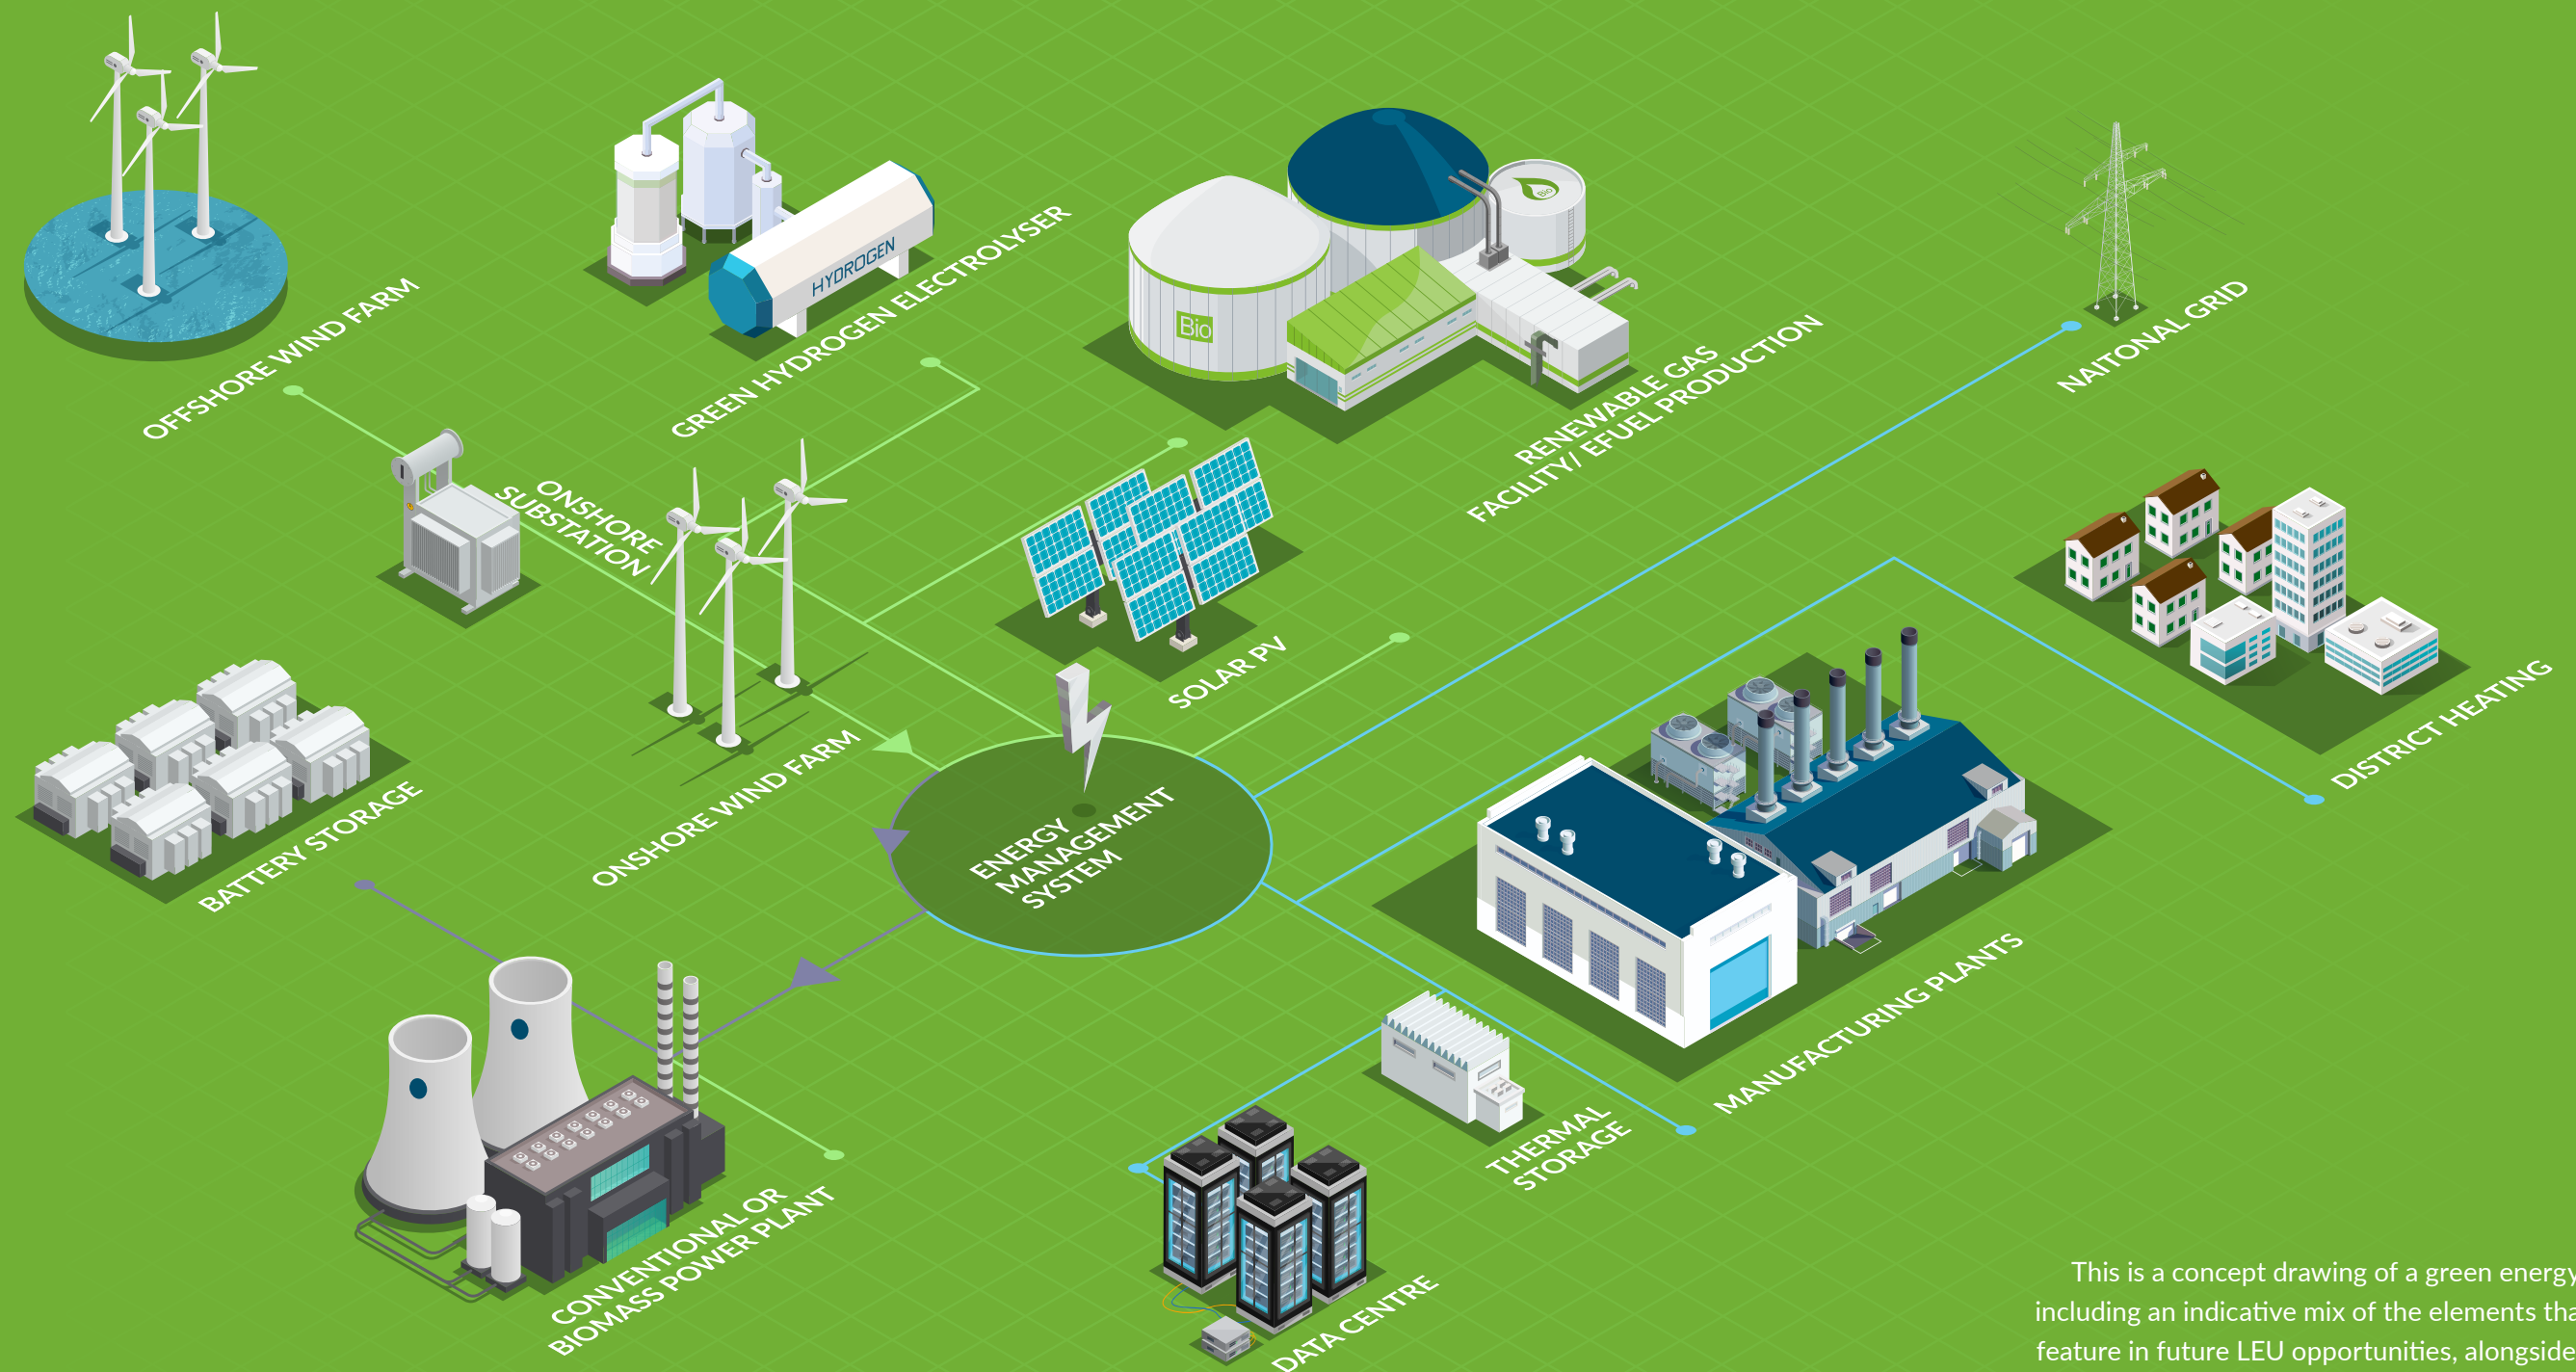 OFFSHORE WIND FARM
HYDROGEN
GREEN HYDROGEN ELECTROLYSER
Bio
Bio
RENEWABLE GAS
FACILITY/ EFUEL PRODUCTION
NAITONAL GRID
ONSHORE
SUBSTATION
SOLAR PV
DISTRICT HEATING
BATTERY STORAGE
ONSHORE WIND FARM
ENERGY
MANAGEMENT
SYSTEM
MANUFACTURING PLANTS
THERMAL
STORAGE
CONVENTIONAL OR
BIOMASS POWER PLANT
DATA CENTRE
This is a concept drawing of a green energy
including an indicative mix of the elements tha
feature in future LEU opportunities, alongside